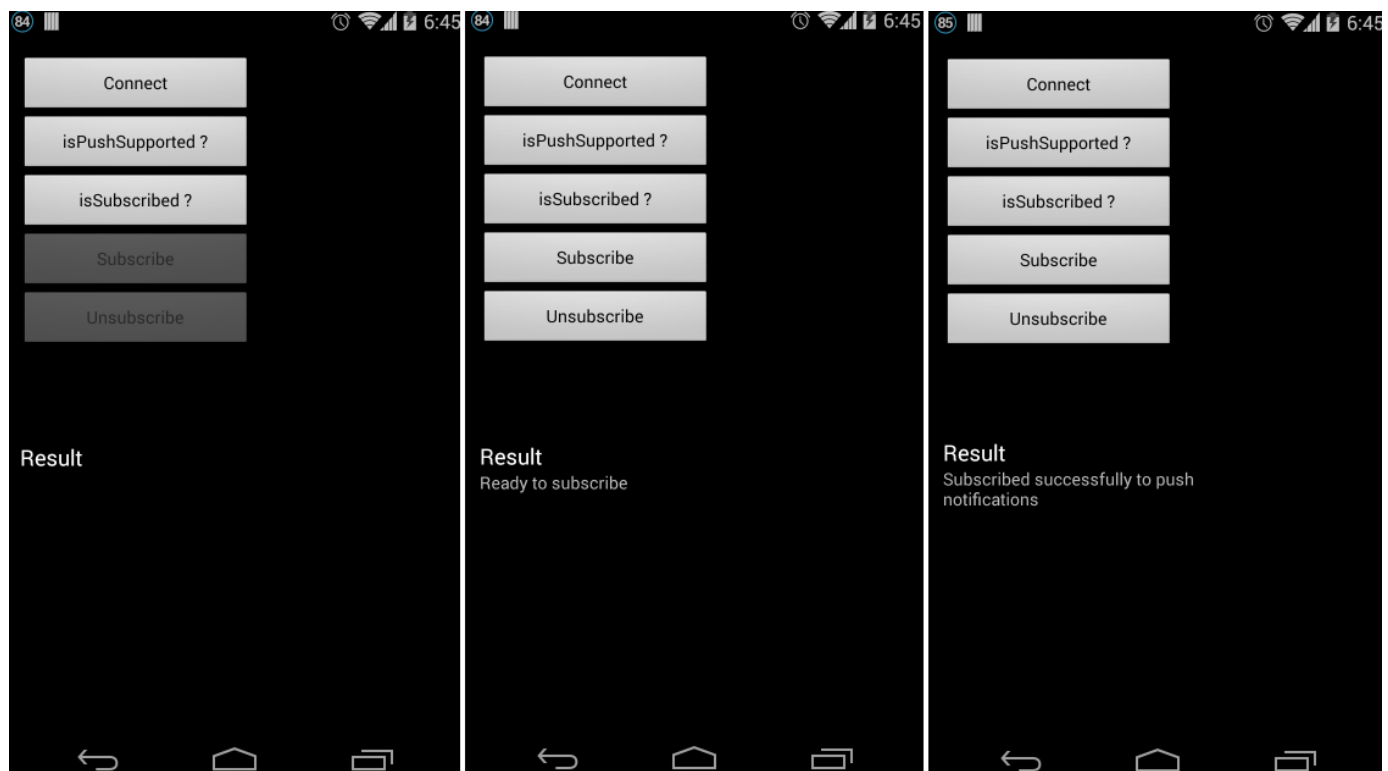 84 6:45
Connect
isPushSupported ?
isSubscribed ?
Subscribe
Unsubscribe
Result
84 6:45
Connect
isPushSupported ?
isSubscribed ?
Subscribe
Unsubscribe
Result
Ready to subscribe
85 6:45
Connect
isPushSupported ?
isSubscribed ?
Subscribe
Unsubscribe
Result
Subscribed successfully to push
notifications